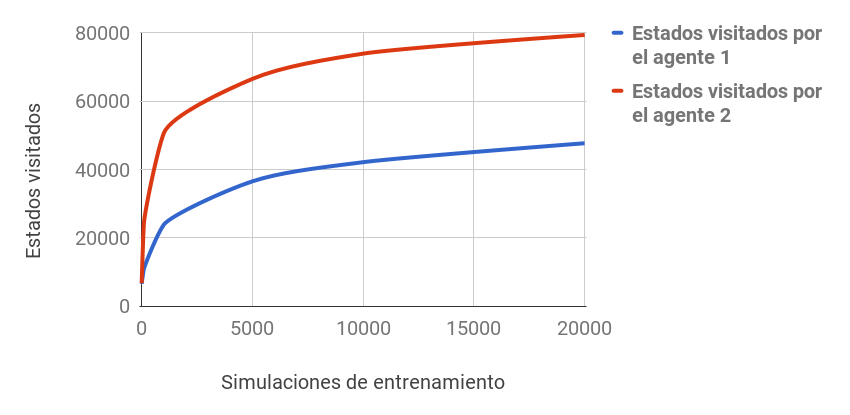 80000
60000
40000
20000
0
Estados visitados
0 5000 10000 15000 20000
Simulaciones de entrenamiento
Estados visitados por
el agente 1
Estados visitados por
el agente 2